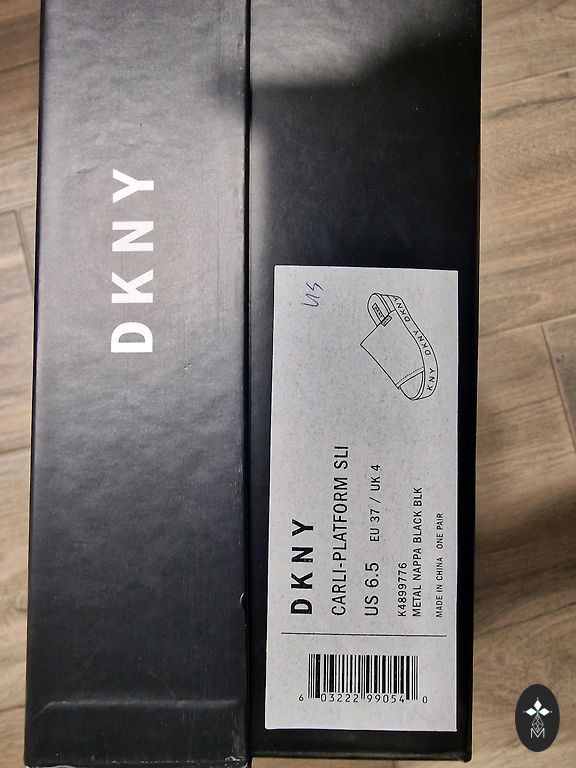 DKNY
us
KNY DKNY DKNY
DKNY
CARLI-PLATFORM SLI
US 6.5 EU 37 / UK 4
K4899776
METAL NAPPA BLACK BLK
MADE IN CHINA ONE PAIR
6 03222 99054 0
M